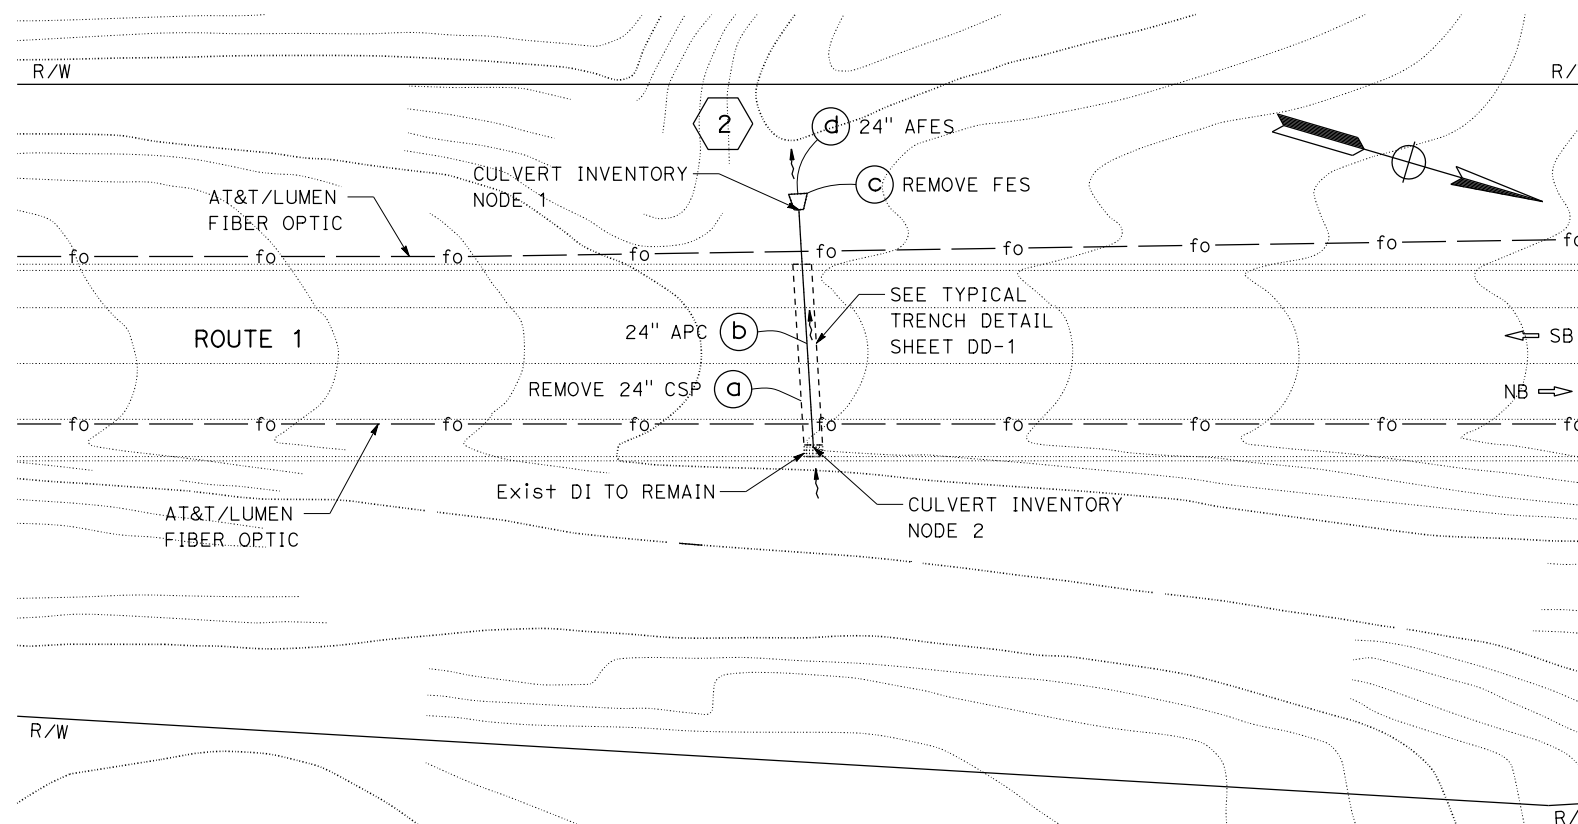 R/W
R/
2
d 24" AFES
CULVERT INVENTORY
NODE 1
c REMOVE FES
AT&T/LUMEN
FIBER OPTIC
fo fo fo fo fo fo fo fo fo
SEE TYPICAL
TRENCH DETAIL
SHEET DD-1
24" APC b
ROUTE 1
SB
REMOVE 24" CSP a
NB
fo fo fo fo fo fo fo fo fo
Exist DI TO REMAIN
CULVERT INVENTORY
NODE 2
AT&T/LUMEN
FIBER OPTIC
R/W
R/